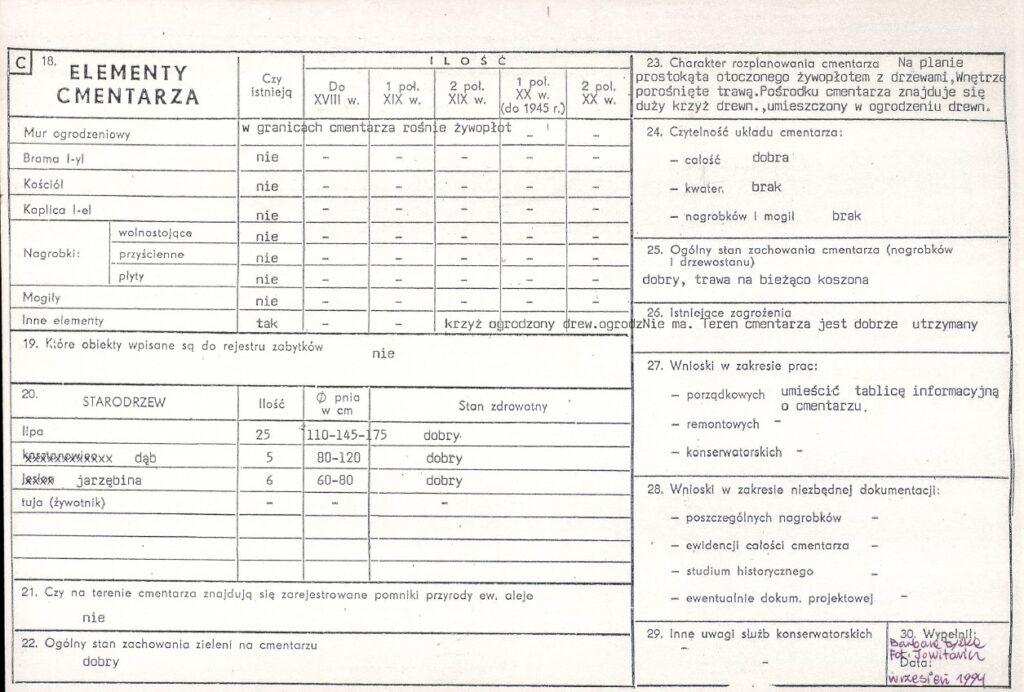 C 18. ELEMENTY
CMENTARZA
Czy
istnieją
ILOŚĆ
Do
XVIII w.
1 poł.
XIX w.
2 poł.
XIX w.
1 poł.
XX w.
(do 1945 r.)
2 poł.
XX w.
Mur ogrodzeniowy w granicach cmentarza rośnie żywopłot -
Brama I-yl nie - - - - -
Kościół nie - - - - -
Kaplica I-el nie - - - - -
Nagrobki:
wolnostojące nie - - - - -
przyścienne nie - - - - -
płyty nie - - - - -
Mogiły nie - - - - -
Inne elementy tak - - krzyż ogrodzony drew.ogrodz
19. Które obiekty wpisane są do rejestru zabytków
nie
20. STARODRZEW Ilość Ø pnia
w cm Stan zdrowotny
lipa 25 110-145-175 dobry
dąb 5 80-120 dobry
jarzębina 6 60-80 dobry
tuja (żywotnik) - - -
21. Czy na terenie cmentarza znajdują się zarejestrowane pomniki przyrody ew. aleje
nie
22. Ogólny stan zachowania zieleni na cmentarzu
dobry
23. Charakter rozplanowania cmentarza Na planie
prostokąta otoczonego żywopłotem z drzewami,Wnętrze
porośnięte trawą.Pośrodku cmentarza znajduje się
duży krzyż drewn.,umieszczony w ogrodzeniu drewn.
24. Czytelność układu cmentarza:
— całość dobra
— kwater, brak
— nagrobków i mogił brak
25. Ogólny stan zachowania cmentarza (nagrobków
i drzewostanu)
dobry, trawa na bieżąco koszona
26. Istniejące zagrożenia
Nie ma. Teren cmentarza jest dobrze utrzymany
27. Wnioski w zakresie prac:
— porządkowych umieścić tablicę informacyjną
o cmentarzu.
— remontowych -
— konserwatorskich -
28. Wnioski w zakresie niezbędnej dokumentacji:
— poszczególnych nagrobków -
— ewidencji całości cmentarza -
— studium historycznego -
— ewentualnie dokum. projektowej -
29. Inne uwagi służb konserwatorskich
-
-
30. Wypełnił:
Barbara
Fot.
Data:
wrzesień 1994